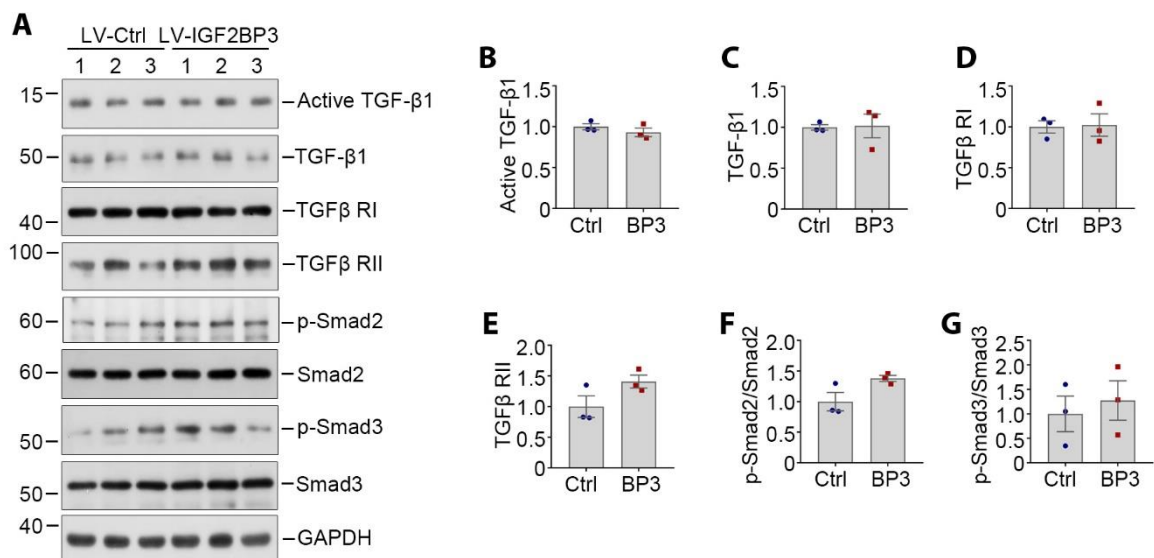 A
LV-Ctrl LV-IGF2BP3
1 2 3 1 2 3
15 Active TGF-β1
50 TGF-β1
40 TGFβ RI
100 TGFβ RII
60 p-Smad2
60 Smad2
50 p-Smad3
50 Smad3
40 GAPDH
B
Active TGF-β1
1.5
1.0
0.5
0
Ctrl BP3
C
TGF-β1
1.5
1.0
0.5
0
Ctrl BP3
D
TGFβ RI
1.5
1.0
0.5
0
Ctrl BP3
E
TGFβ RII
2.0
1.5
1.0
0.5
0
Ctrl BP3
F
p-Smad2/Smad2
2.0
1.5
1.0
0.5
0
Ctrl BP3
G
p-Smad3/Smad3
2.5
2.0
1.5
1.0
0.5
0
Ctrl BP3